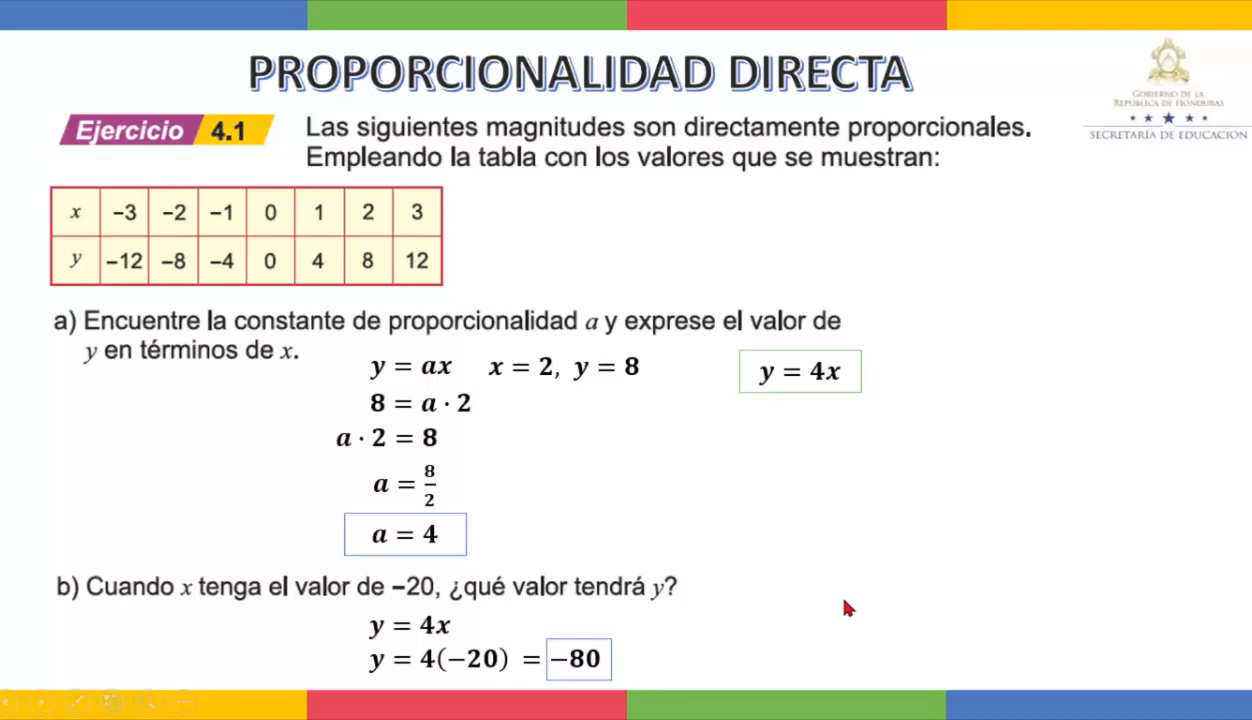 PROPORCIONALIDAD DIRECTA
GOBIERNO DE LA
REPÚBLICA DE HONDURAS
SECRETARÍA DE EDUCACIÓN
Ejercicio 4.1
Las siguientes magnitudes son directamente proporcionales.
Empleando la tabla con los valores que se muestran:
x −3 −2 −1 0 1 2 3
y −12 −8 −4 0 4 8 12
a) Encuentre la constante de proporcionalidad a y exprese el valor de
y en términos de x.
y = ax x = 2, y = 8 y = 4x
8 = a · 2
a · 2 = 8
a = 8/2
a = 4
b) Cuando x tenga el valor de −20, ¿qué valor tendrá y?
y = 4x
y = 4(−20) = −80